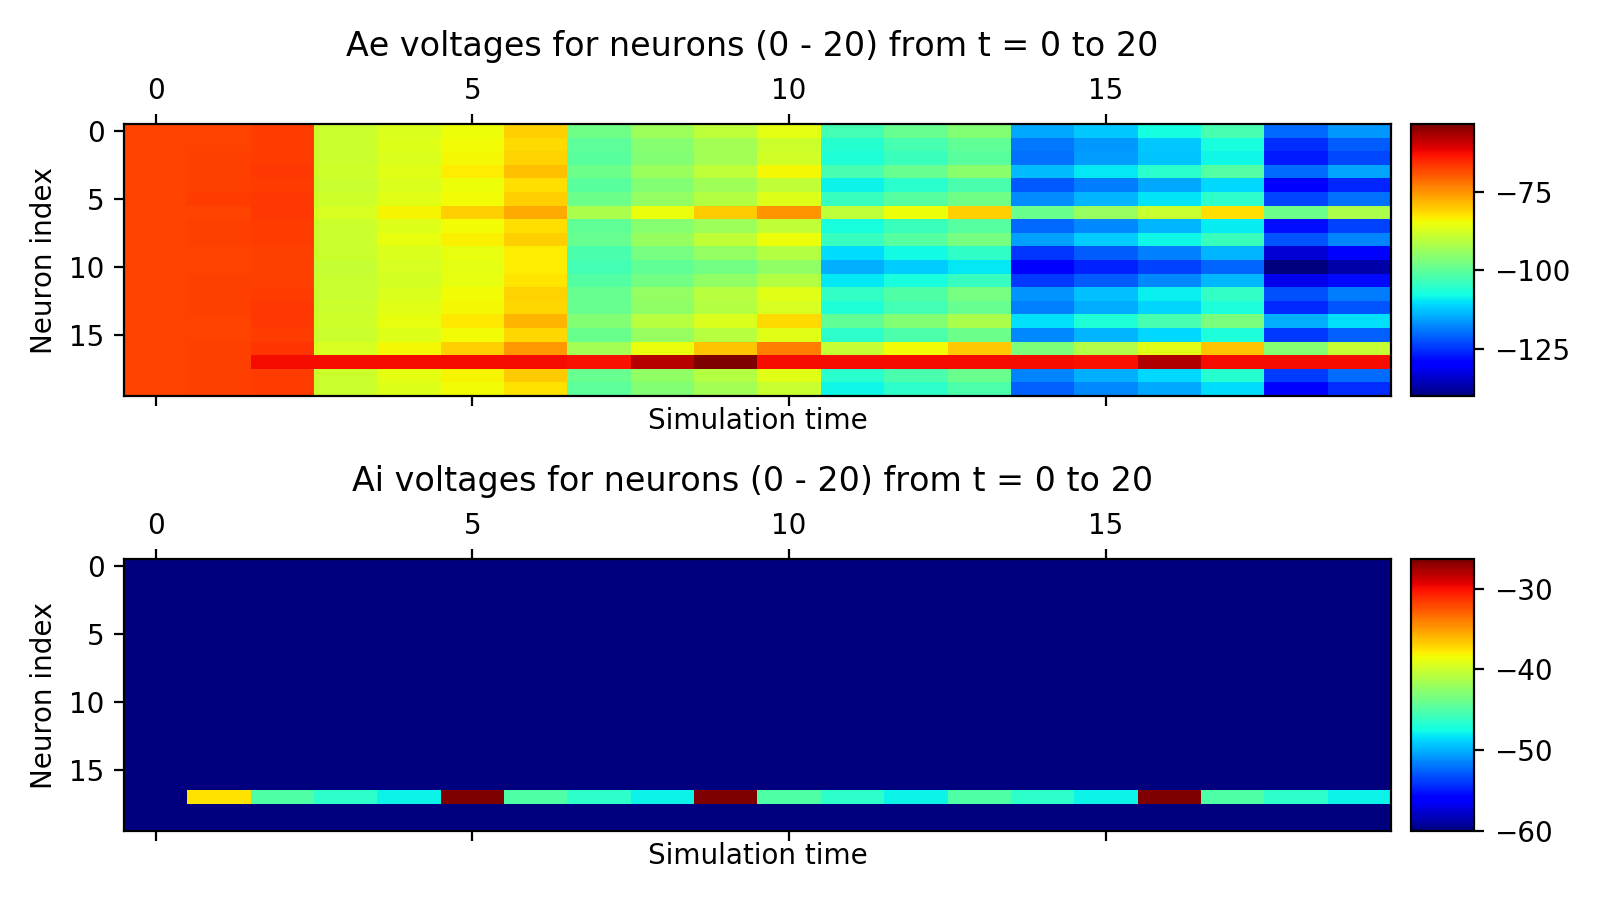 Ae voltages for neurons (0 - 20) from t = 0 to 20
0 5 10 15
Neuron index
0
5
10
15
Simulation time
−75
−100
−125
Ai voltages for neurons (0 - 20) from t = 0 to 20
0 5 10 15
Neuron index
0
5
10
15
Simulation time
−30
−40
−50
−60